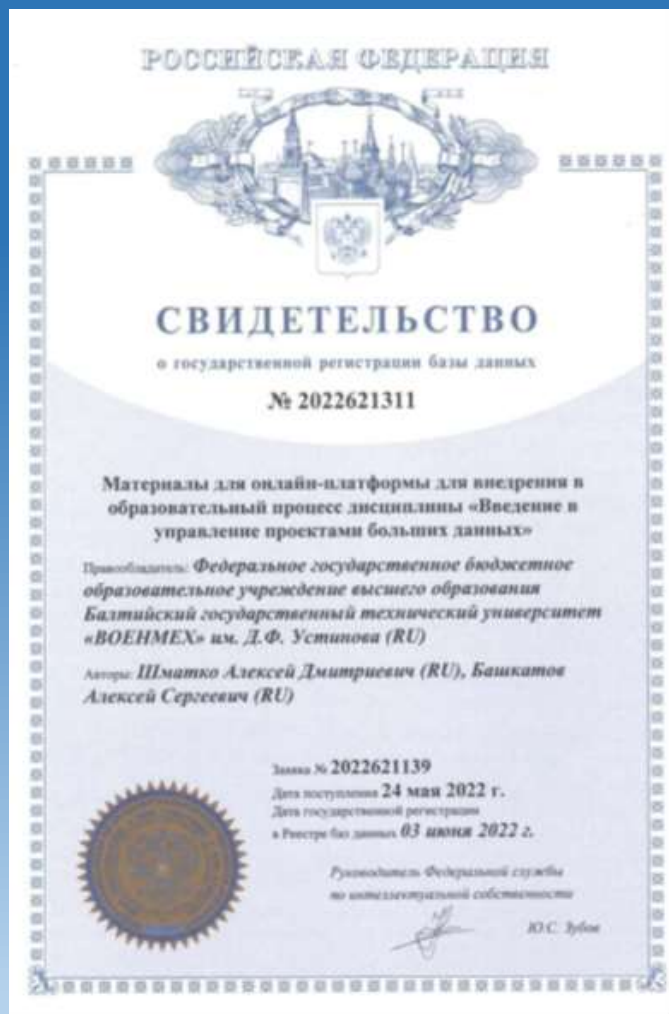 РОССИЙСКАЯ ФЕДЕРАЦИЯ
СВИДЕТЕЛЬСТВО
о государственной регистрации базы данных
№ 2022621311
Материалы для онлайн-платформы для внедрения в
образовательный процесс дисциплины «Введение в
управление проектами больших данных»
Правообладатель: Федеральное государственное бюджетное
образовательное учреждение высшего образования
Балтийский государственный технический университет
«ВОЕНМЕХ» им. Д.Ф. Устинова (RU)
Авторы: Шматко Алексей Дмитриевич (RU), Башкатов
Алексей Сергеевич (RU)
Заявка № 2022621139
Дата поступления 24 мая 2022 г.
Дата государственной регистрации
в Реестре баз данных 03 июня 2022 г.
Руководитель Федеральной службы
по интеллектуальной собственности
Ю.С. Зубов